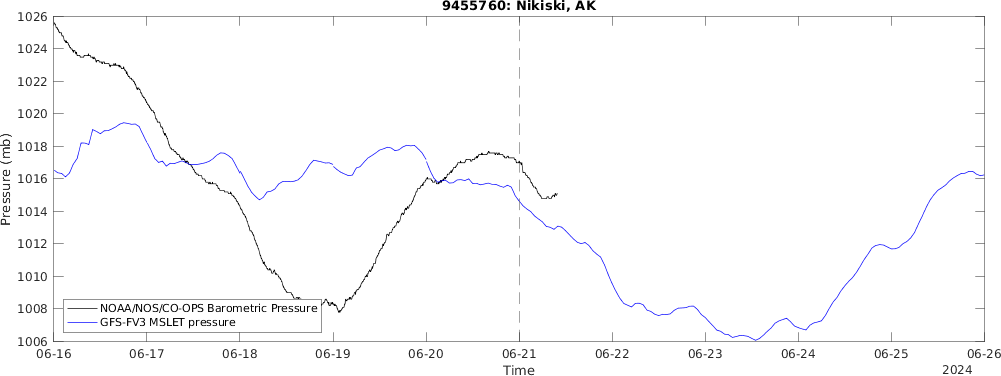 9455760: Nikiski, AK
Pressure (mb)
1026
1024
1022
1020
1018
1016
1014
1012
1010
1008
1006
NOAA/NOS/CO-OPS Barometric Pressure
GFS-FV3 MSLET pressure
06-16 06-17 06-18 06-19 06-20 06-21 06-22 06-23 06-24 06-25 06-26
Time
2024